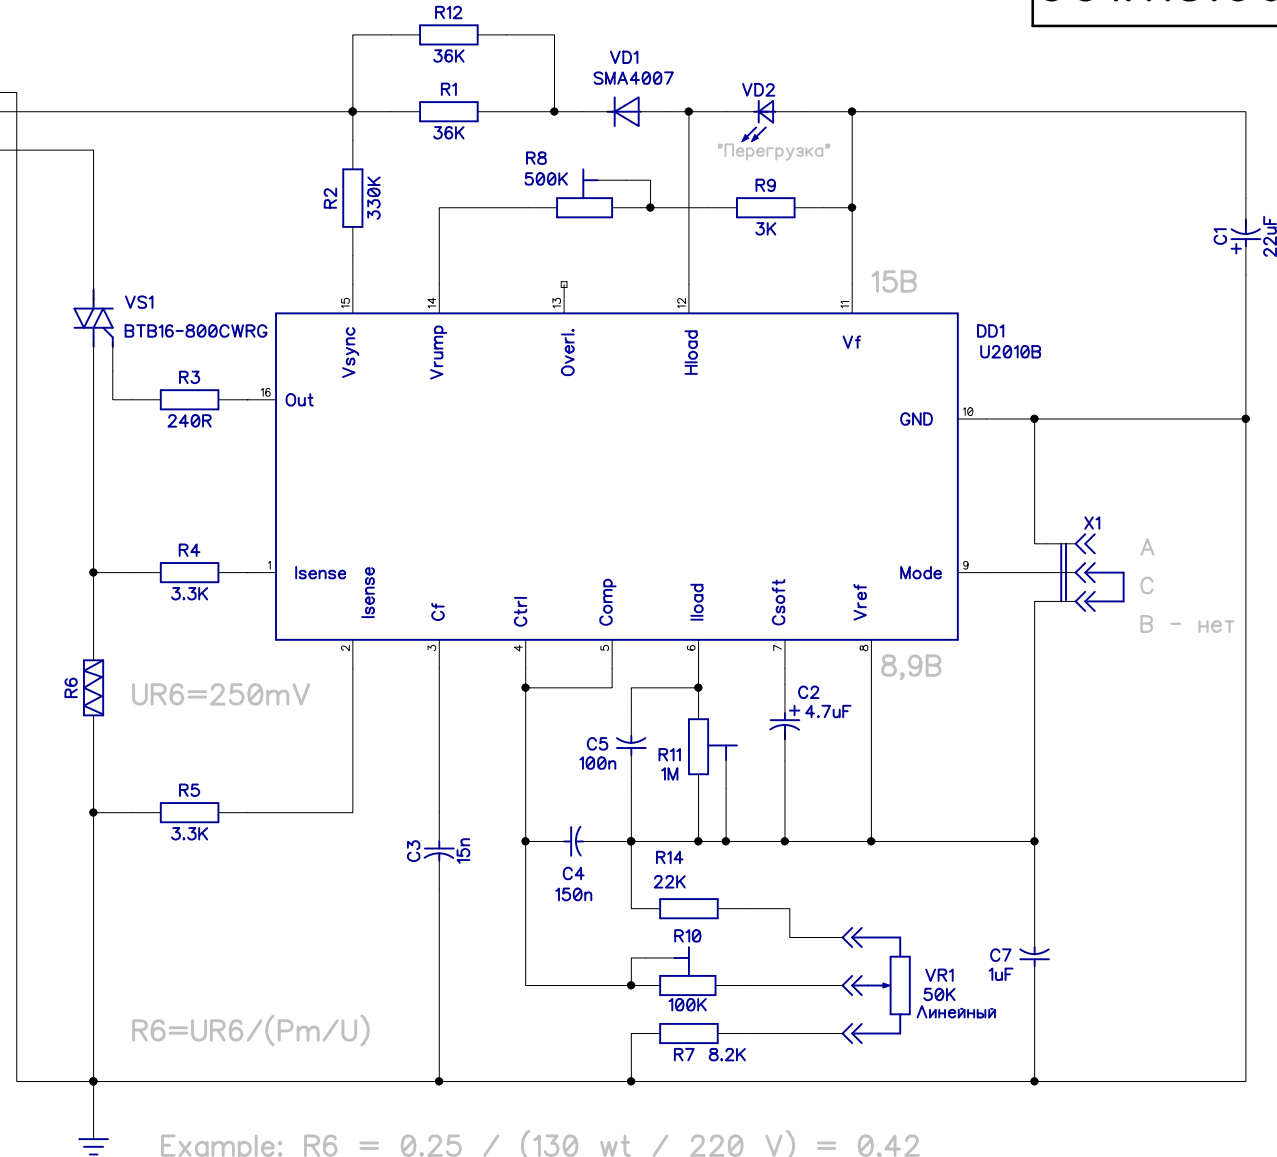 R12
36K
R1
36K
VD1
SMA4007
VD2
"Перегрузка"
R8
500K
R9
3K
R2
330K
C1
+
22uF
15В
VS1
BTB16-800CWRG
15
14
13
12
11
Vsync
Vrump
Overl.
Hload
Vf
DD1
U2010B
R3
240R
16
Out
GND
10
R4
3.3K
1
Isense
Isense
Cf
Ctrl
Comp
Iload
Csoft
Vref
Mode
9
X1
A
C
B - нет
2
3
4
5
6
7
8
8,9В
R6
UR6=250mV
C2
+4.7uF
C5
100n
R11
1M
R5
3.3K
C3
15n
C4
150n
R14
22K
R10
100K
VR1
50K
Линейный
C7
1uF
R7 8.2K
R6=UR6/(Pm/U)
Example: R6 = 0.25 / (130 wt / 220 V) = 0.42